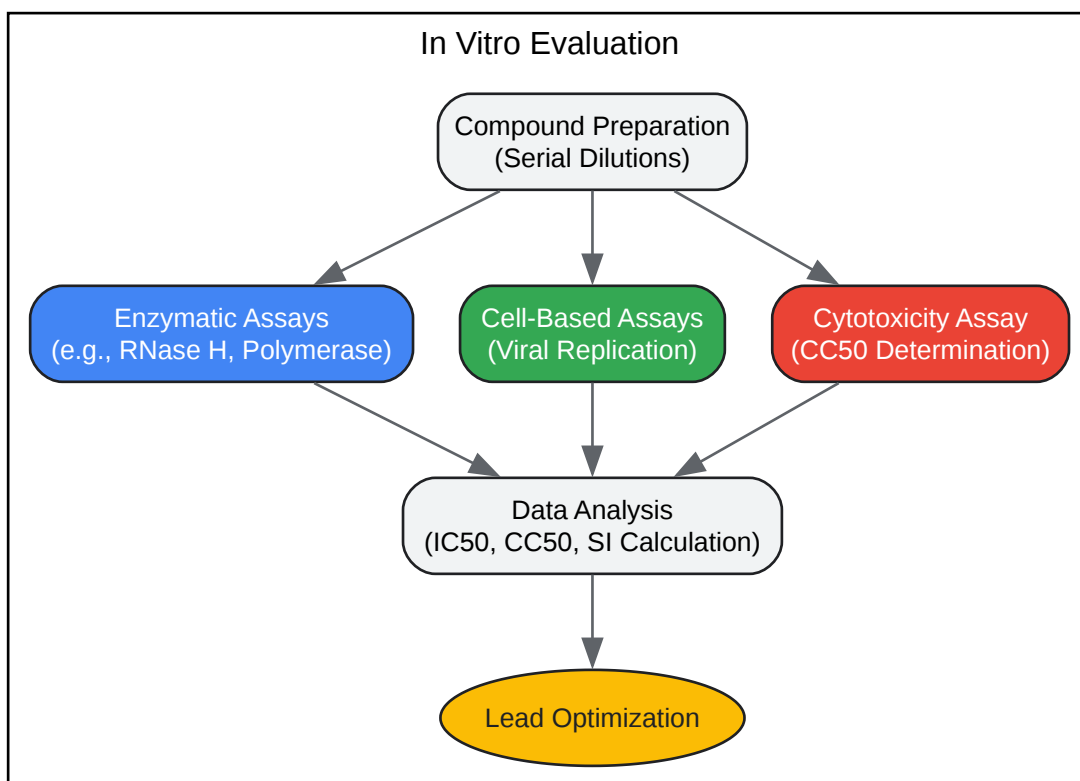 In Vitro Evaluation
Compound Preparation
(Serial Dilutions)
Enzymatic Assays
(e.g., RNase H, Polymerase)
Cell-Based Assays
(Viral Replication)
Cytotoxicity Assay
(CC50 Determination)
Data Analysis
(IC50, CC50, SI Calculation)
Lead Optimization